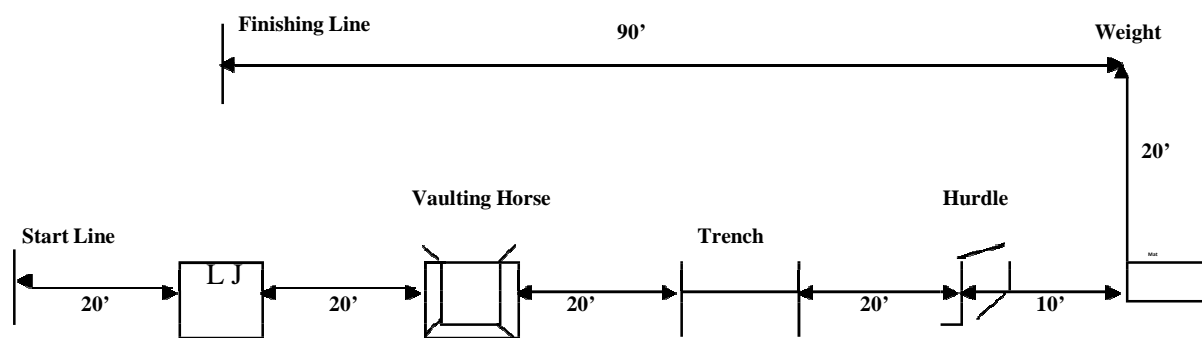 Finishing Line
90’
Weight
20’
Vaulting Horse
Hurdle
Start Line
Trench
Mat
L J
20’
20’
20’
20’
10’